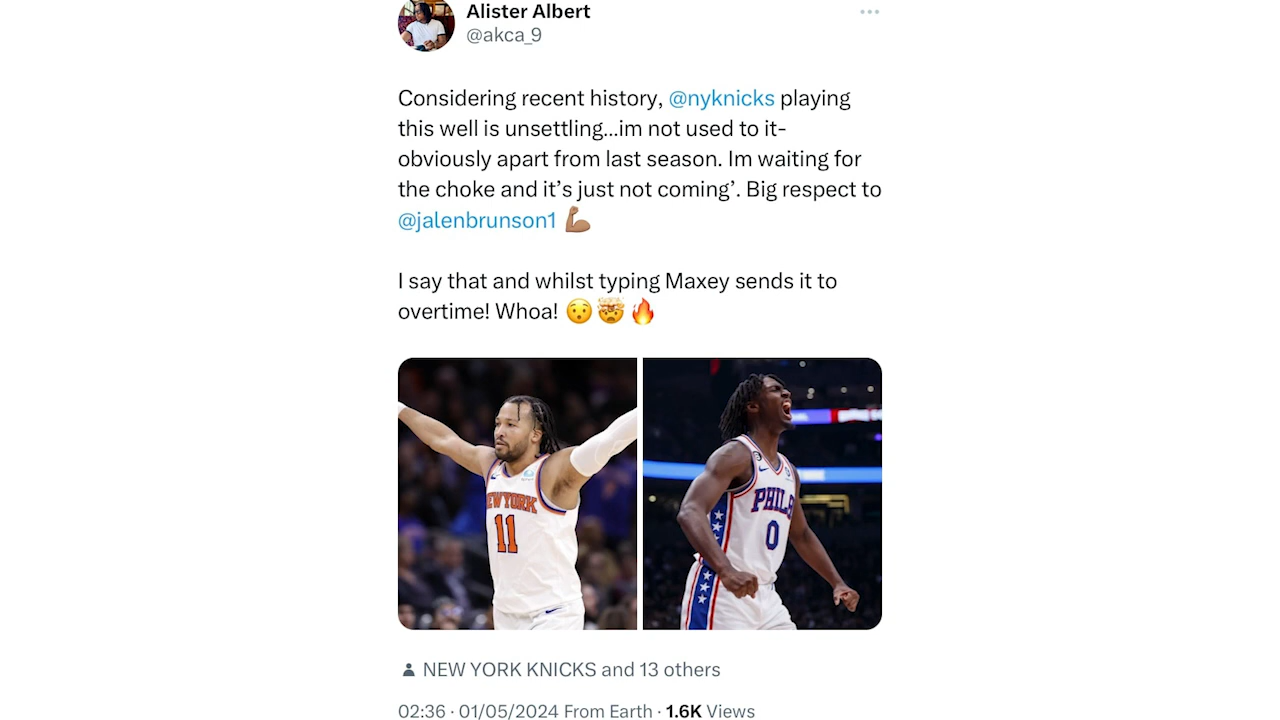 Alister Albert
@akca_9
Considering recent history, @nyknicks playing
this well is unsettling...im not used to it-
obviously apart from last season. Im waiting for
the choke and it’s just not coming’. Big respect to
@jalenbrunson1 💪🏽
I say that and whilst typing Maxey sends it to
overtime! Whoa! 😯🤯🔥
NEW YORK
11
PHIL
0
NEW YORK KNICKS and 13 others
02:36 · 01/05/2024 From Earth · 1.6K Views